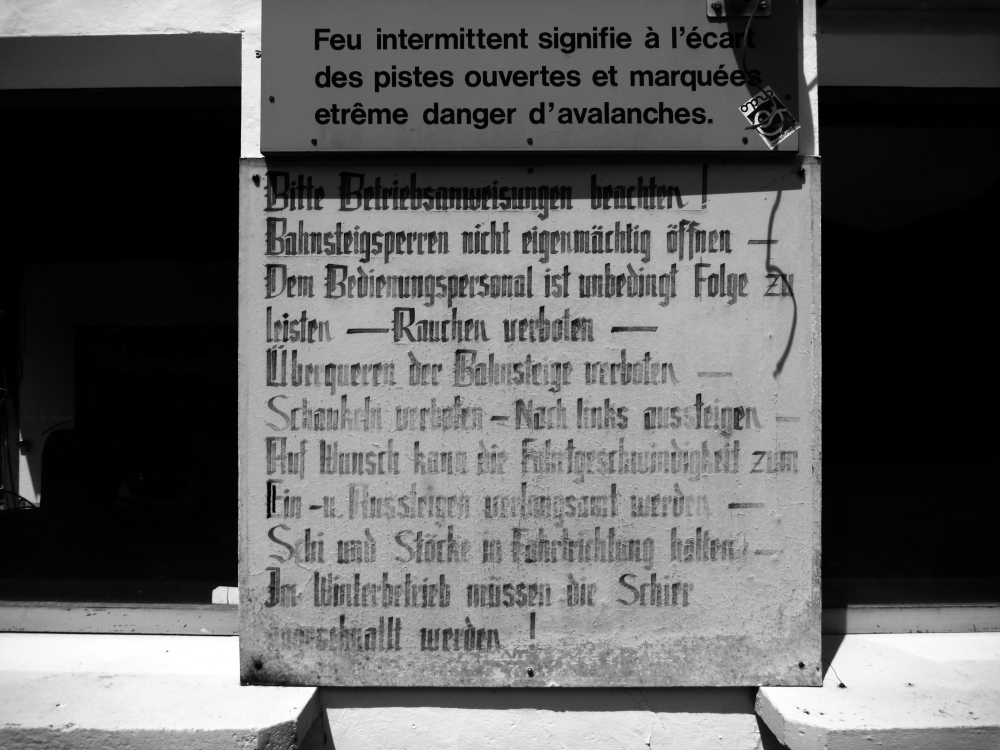 Feu intermittent signifie à l'écart
des pistes ouvertes et marquées
etrême danger d'avalanches.
Bitte Betriebsanweisungen beachten !
Bahnsteigsperren nicht eigenmächtig öffnen —
Dem Bedienungspersonal ist unbedingt Folge zu
leisten — Rauchen verboten —
Überqueren der Bahnsteige verboten —
Schaukeln verboten – Nach links aussteigen —
Auf Wunsch kann die Fahrtgeschwindigkeit zum
Ein - u. Aussteigen verlangsamt werden —
Schi und Stöcke in Fahrtrichtung halten —
Im Winterbetrieb müssen die Schier
angeschnallt werden !